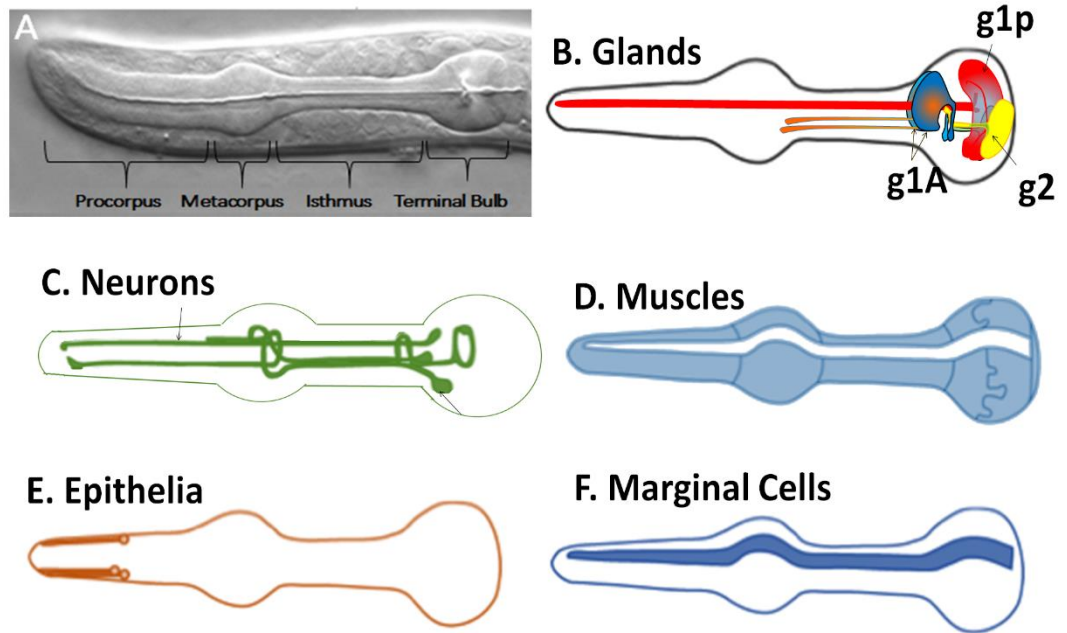 A
Procorpus Metacorpus Isthmus Terminal Bulb
B. Glands
g1p
g1A
g2
C. Neurons
D. Muscles
E. Epithelia
F. Marginal Cells